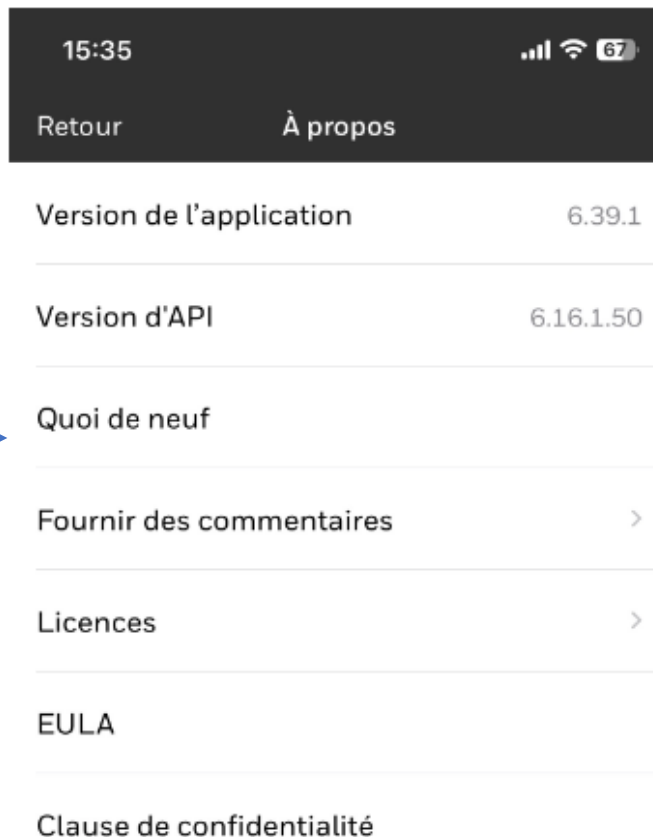 15:35 67
Retour À propos
Version de l’application 6.39.1
Version d'API 6.16.1.50
Quoi de neuf
Fournir des commentaires
Licences
EULA
Clause de confidentialité